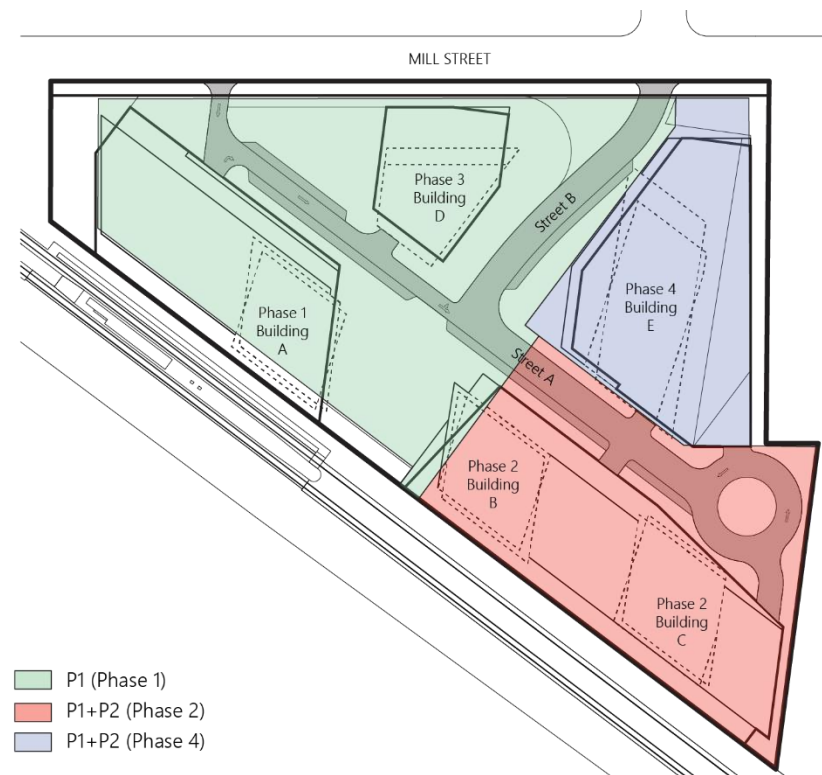 MILL STREET
Phase 3
Building
D
Street B
Phase 4
Building
E
Phase 1
Building
A
Street A
Phase 2
Building
B
Phase 2
Building
C
P1 (Phase 1)
P1+P2 (Phase 2)
P1+P2 (Phase 4)